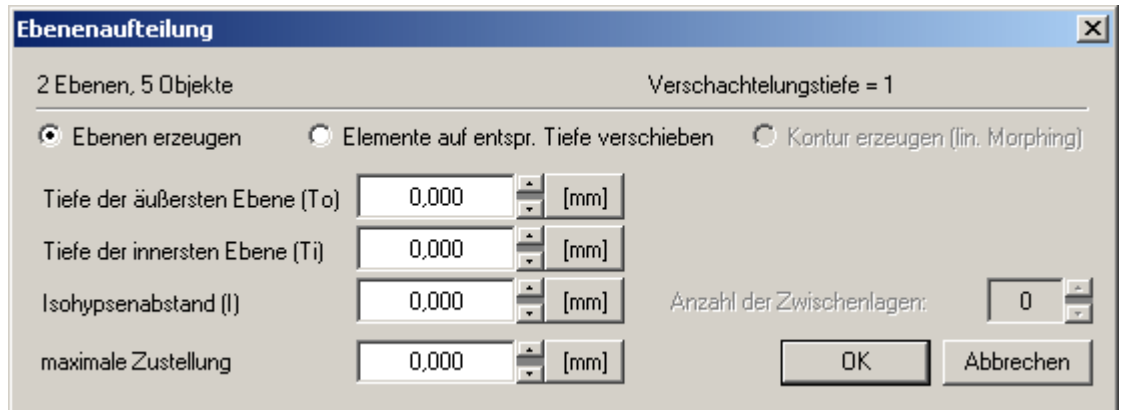 Ebenenaufteilung
2 Ebenen, 5 Objekte Verschachtelungstiefe = 1
Ebenen erzeugen Elemente auf entspr. Tiefe verschieben Kontur erzeugen (lin. Morphing)
Tiefe der äußersten Ebene (To) 0,000 [mm]
Tiefe der innersten Ebene (Ti) 0,000 [mm]
Isohypsenabstand (I) 0,000 [mm] Anzahl der Zwischenlagen: 0
maximale Zustellung 0,000 [mm] OK Abbrechen